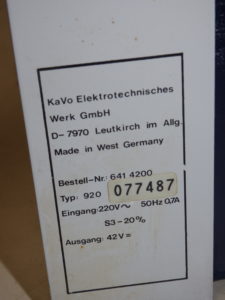 KaVo Elektrotechnisches
Werk GmbH
D-7970 Leutkirch im Allg.
Made in West Germany
Bestell-Nr: 641 4200
Typ: 920 077487
Eingang: 220V~ 50Hz 0,7A
S3-20%
Ausgang: 42V=